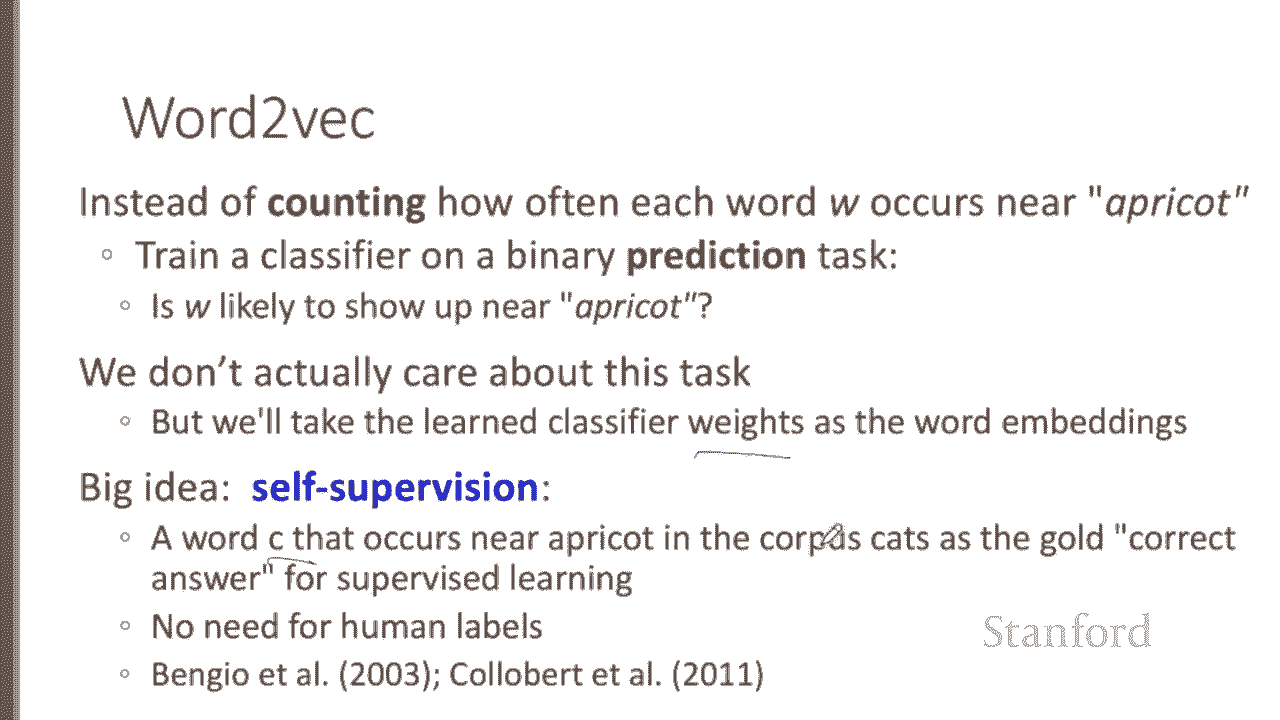 Word2vec
Instead of counting how often each word w occurs near "apricot"
◦ Train a classifier on a binary prediction task:
◦ Is w likely to show up near "apricot"?
We don’t actually care about this task
◦ But we'll take the learned classifier weights as the word embeddings
Big idea: self-supervision:
◦ A word c that occurs near apricot in the corpus cats as the gold "correct
answer" for supervised learning
◦ No need for human labels
Stanford
◦ Bengio et al. (2003); Collobert et al. (2011)